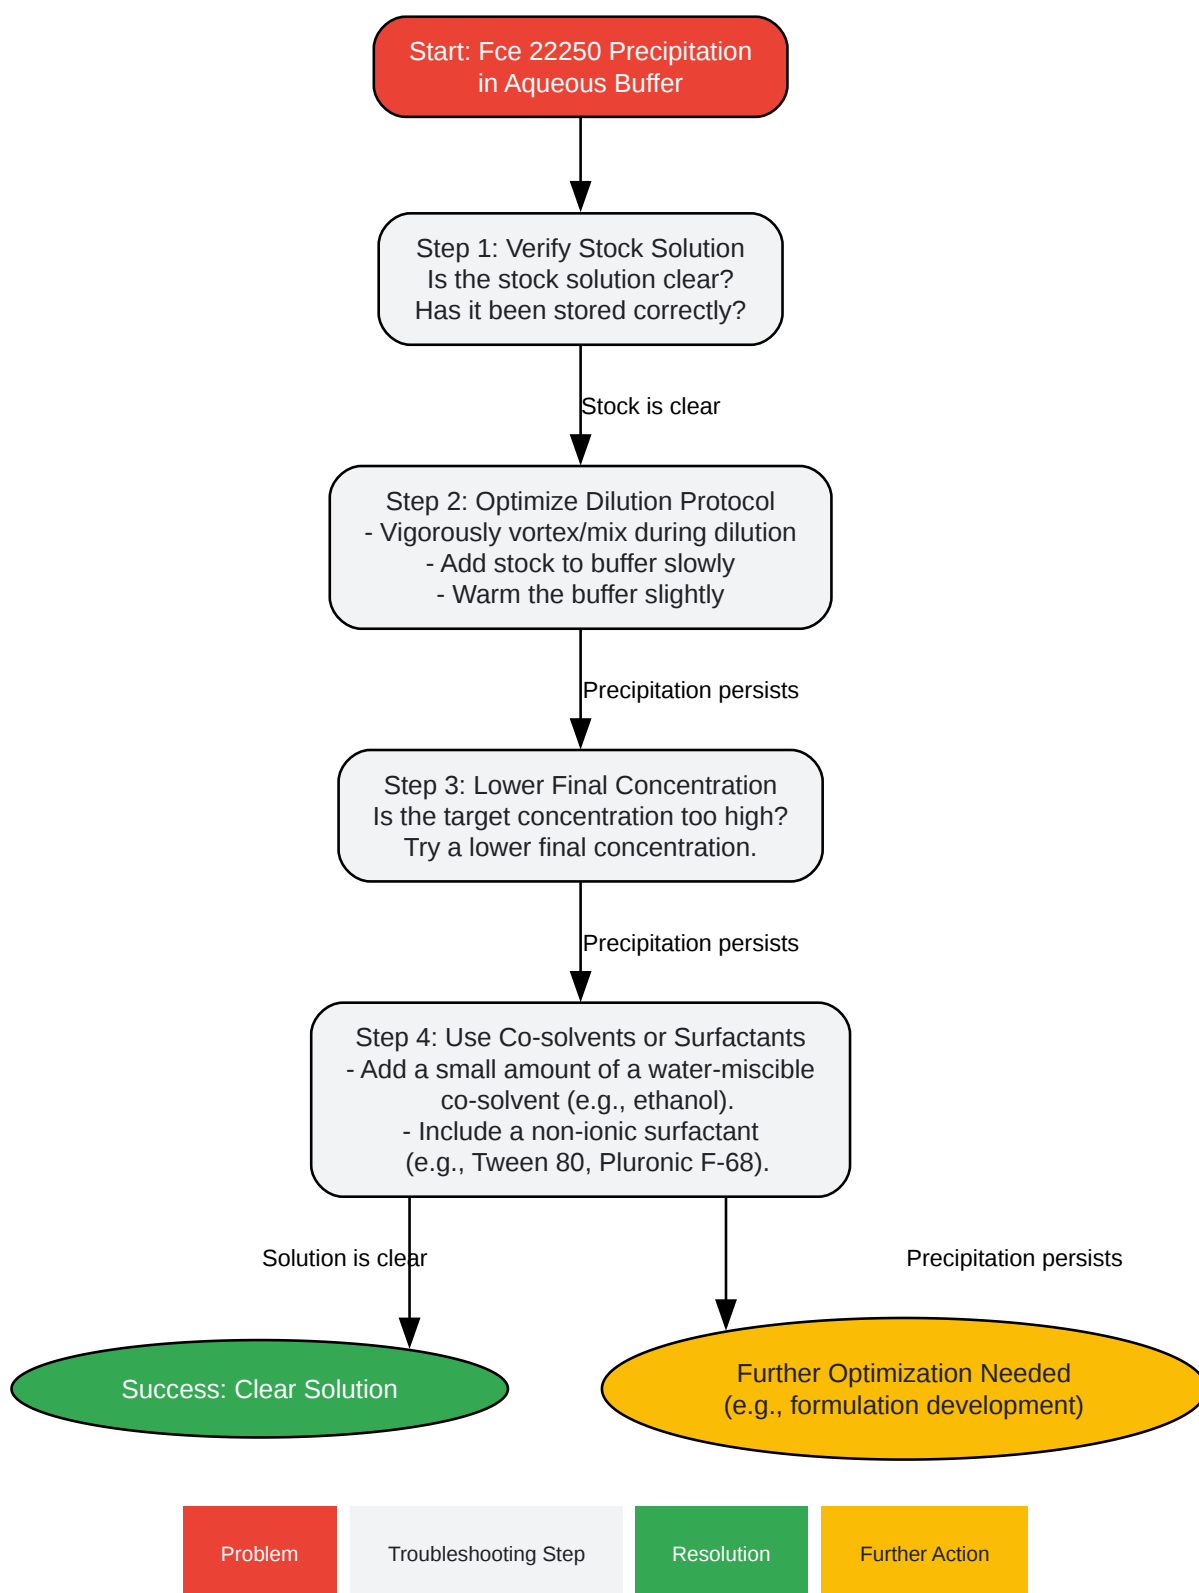 Start: Fce 22250 Precipitation
in Aqueous Buffer
Step 1: Verify Stock Solution
Is the stock solution clear?
Has it been stored correctly?
Stock is clear
Step 2: Optimize Dilution Protocol
- Vigorously vortex/mix during dilution
- Add stock to buffer slowly
- Warm the buffer slightly
Precipitation persists
Step 3: Lower Final Concentration
Is the target concentration too high?
Try a lower final concentration.
Precipitation persists
Step 4: Use Co-solvents or Surfactants
- Add a small amount of a water-miscible
co-solvent (e.g., ethanol).
- Include a non-ionic surfactant
(e.g., Tween 80, Pluronic F-68).
Solution is clear
Precipitation persists
Success: Clear Solution
Further Optimization Needed
(e.g., formulation development)
Problem
Troubleshooting Step
Resolution
Further Action